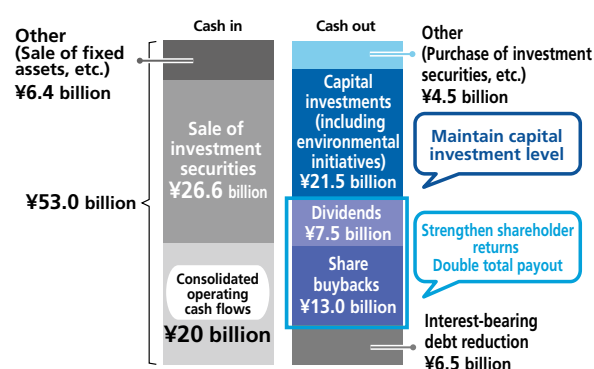 Cash in
Cash out
Other
(Sale of fixed
assets, etc.)
¥6.4 billion
Sale of
investment
securities
¥26.6 billion
¥53.0 billion
Consolidated
operating
cash flows
¥20 billion
Other
(Purchase of investment
securities, etc.)
¥4.5 billion
Capital
investments
(including
environmental
initiatives)
¥21.5 billion
Maintain capital
investment level
Dividends
¥7.5 billion
Share
buybacks
¥13.0 billion
Strengthen shareholder
returns
Double total payout
Interest-bearing
debt reduction
¥6.5 billion